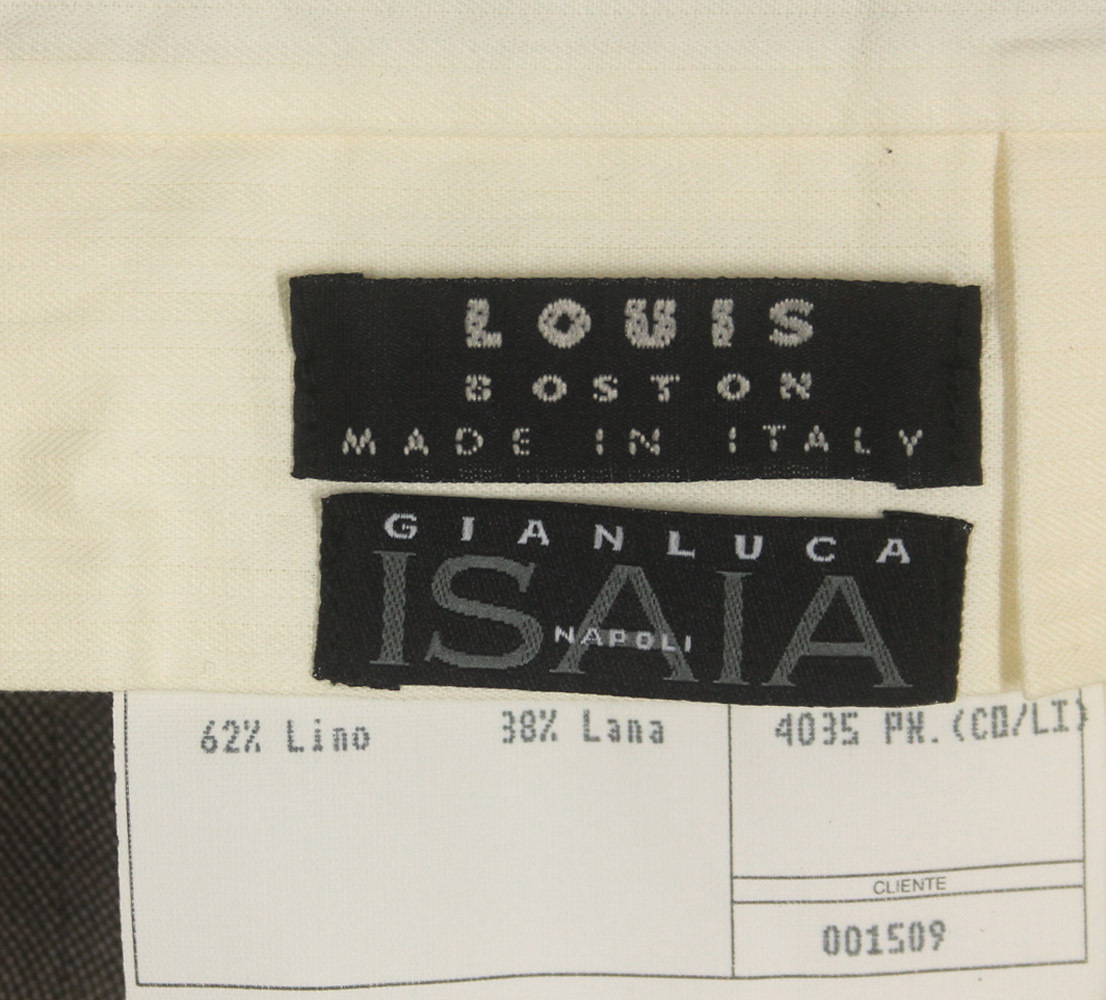 LOUIS
BOSTON
MADE IN ITALY
GIANLUCA
ISAIA
NAPOLI
62% Lino 38% Lana 4035 PN.(CO/LI)
CLIENTE
001509